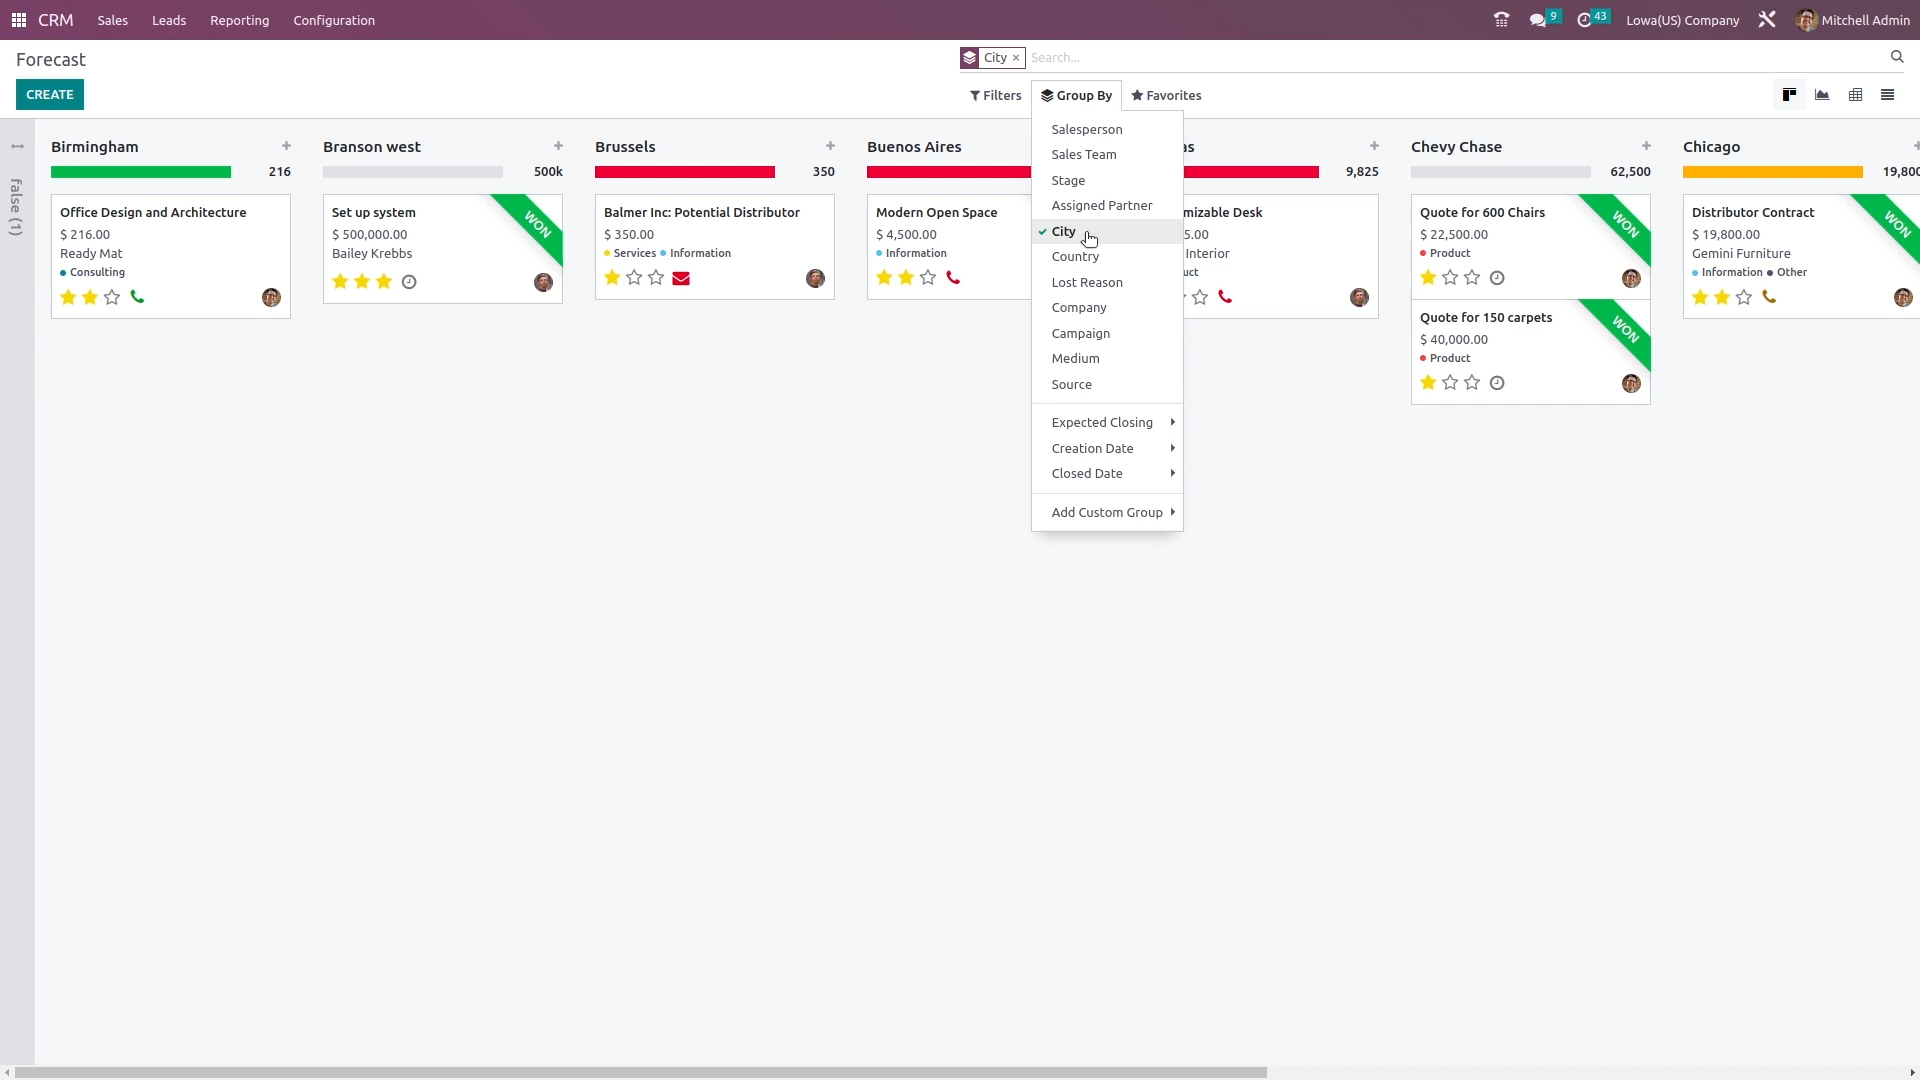 CRM Sales Leads Reporting Configuration 9 43 Lowa(US) Company Mitchell Admin
Forecast
City × Search...
CREATE
Filters Group By Favorites
false (1)
Birmingham
216
Office Design and Architecture
$ 216.00
Ready Mat
Consulting
Branson west
500k
Set up system
$ 500,000.00
Bailey Krebbs
WON
Brussels
350
Balmer Inc: Potential Distributor
$ 350.00
Services Information
Buenos Aires
Modern Open Space
$ 4,500.00
Information
Salesperson
Sales Team
Stage
Assigned Partner
City
Country
Lost Reason
Company
Campaign
Medium
Source
Expected Closing
Creation Date
Closed Date
Add Custom Group
as
9,825
mizable Desk
5.00
Interior
uct
Chevy Chase
62,500
Quote for 600 Chairs
$ 22,500.00
Product
WON
Quote for 150 carpets
$ 40,000.00
Product
WON
Chicago
19,800
Distributor Contract
$ 19,800.00
Gemini Furniture
Information Other
WON